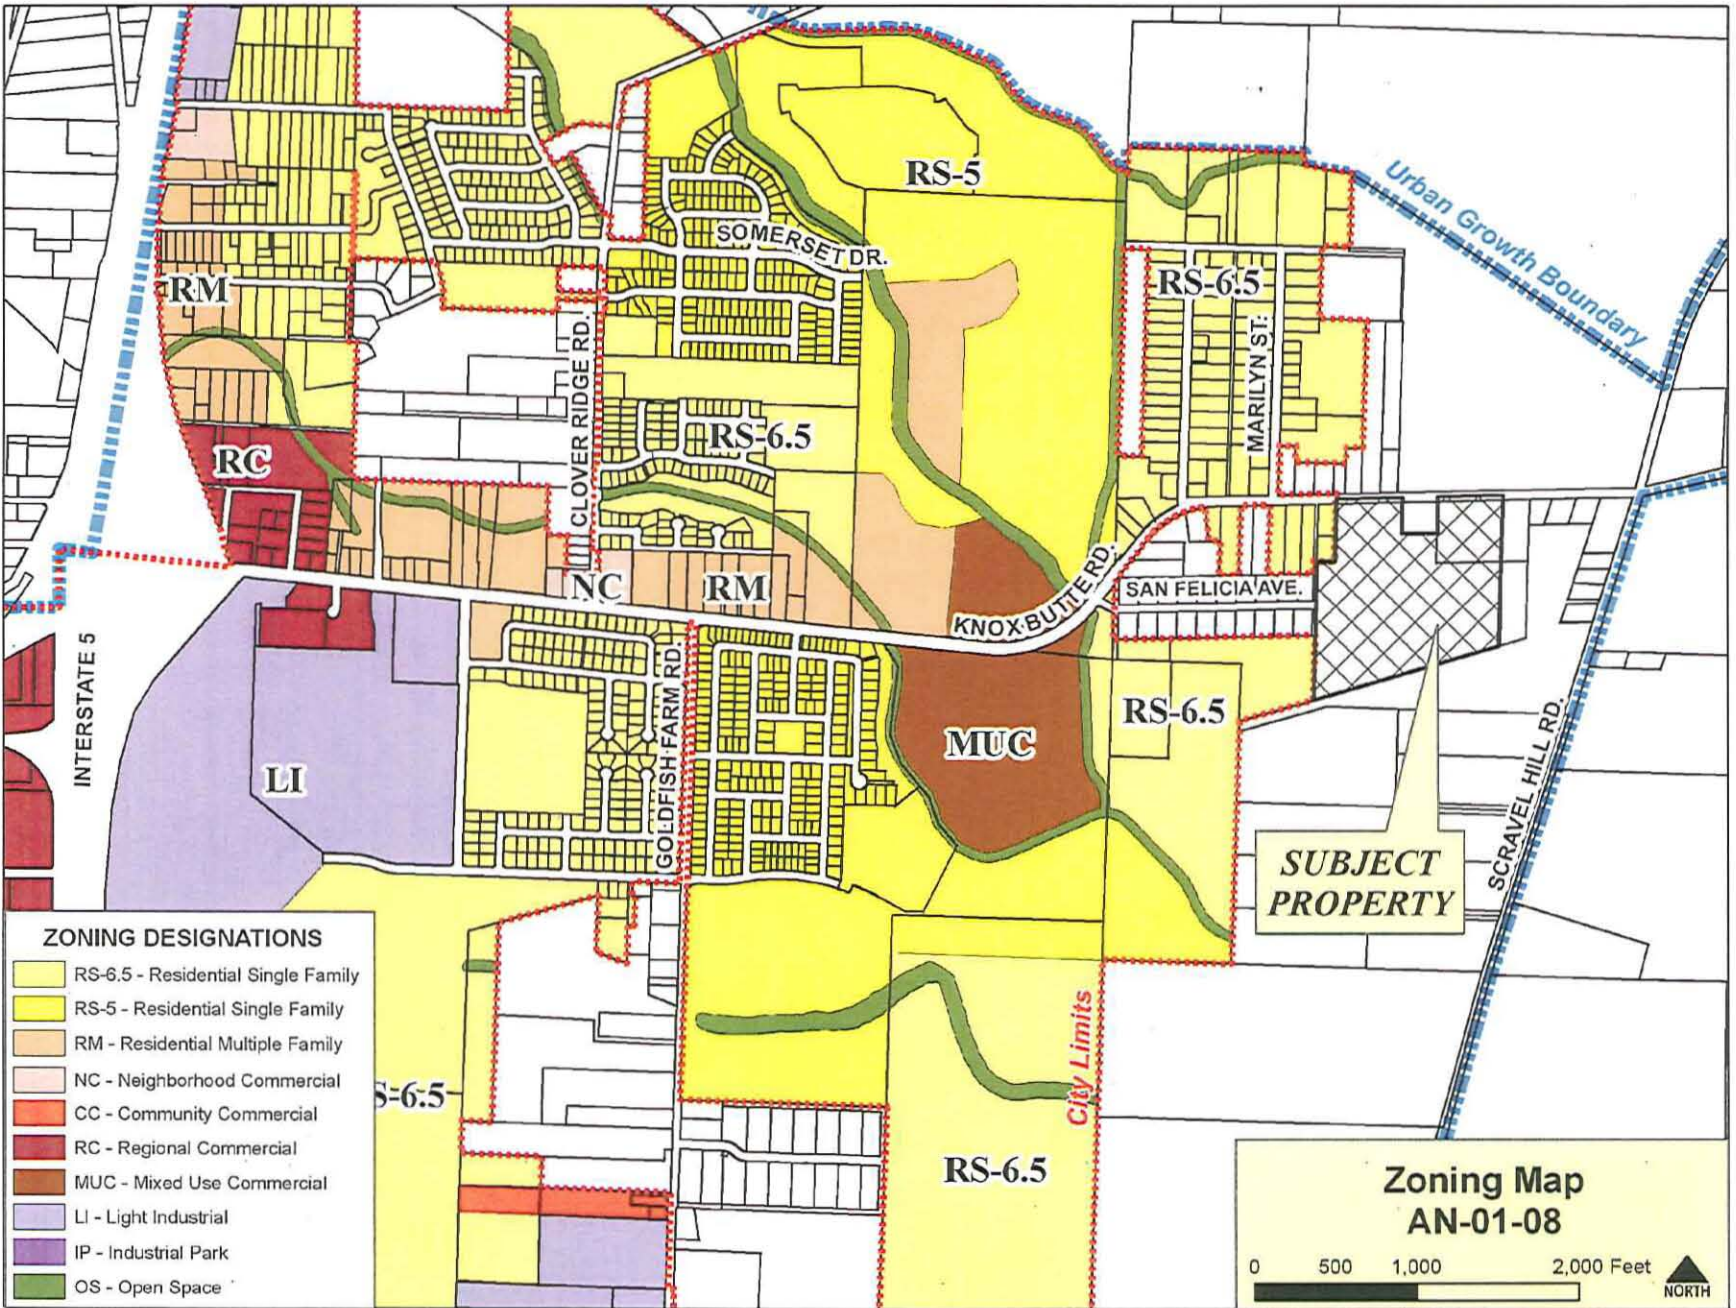 RS-5
Urban Growth Boundary
SOMERSET DR.
RM
RS-6.5
MARILYN ST.
CLOVER RIDGE RD.
RS-6.5
RC
NC
RM
KNOX BUTTE RD.
SAN FELICIA AVE.
INTERSTATE 5
GOLDFISH FARM RD.
LI
MUC
RS-6.5
SCRAVEL HILL RD.
SUBJECT
PROPERTY
City Limits
S-6.5
RS-6.5
ZONING DESIGNATIONS
RS-6.5 - Residential Single Family
RS-5 - Residential Single Family
RM - Residential Multiple Family
NC - Neighborhood Commercial
CC - Community Commercial
RC - Regional Commercial
MUC - Mixed Use Commercial
LI - Light Industrial
IP - Industrial Park
OS - Open Space
Zoning Map
AN-01-08
0 500 1,000 2,000 Feet
NORTH